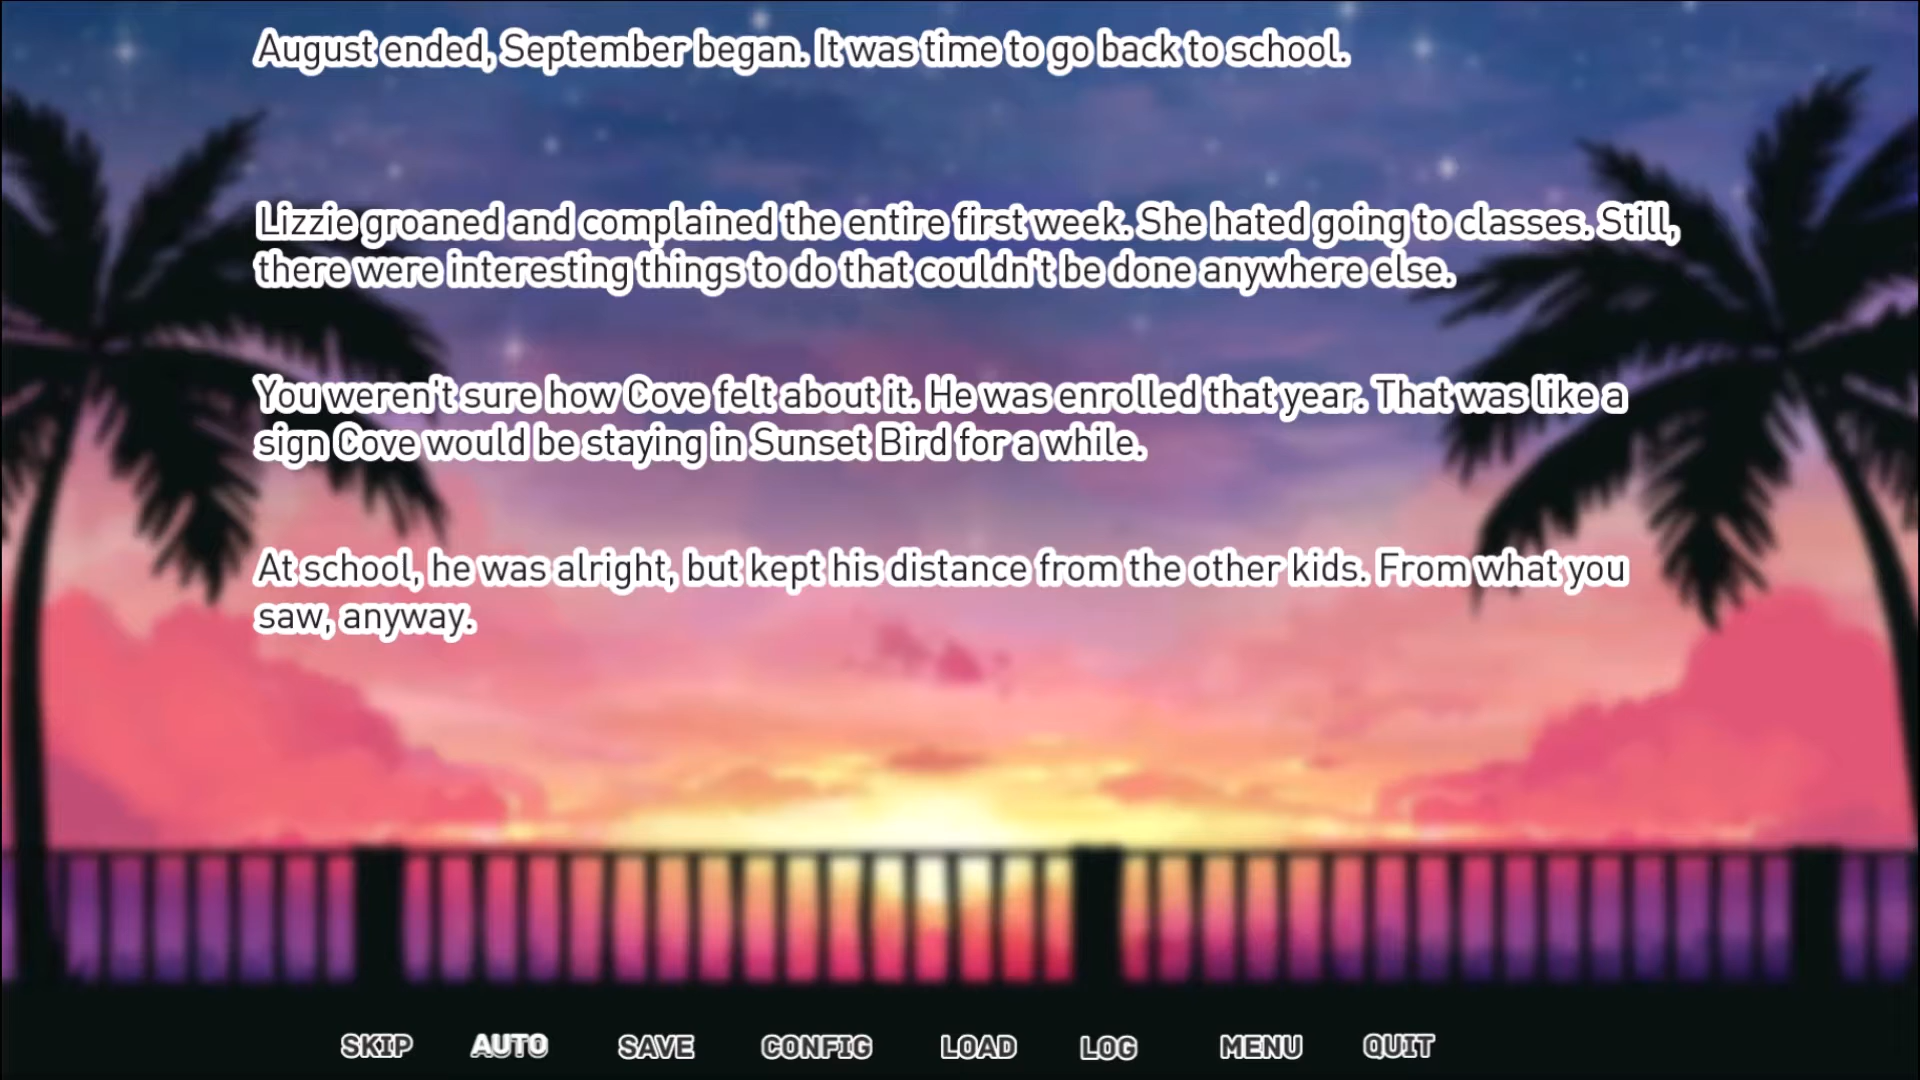 August ended, September began. It was time to go back to school.
Lizzie groaned and complained the entire first week. She hated going to classes. Still,
there were interesting things to do that couldn't be done anywhere else.
You weren't sure how Cove felt about it. He was enrolled that year. That was like a
sign Cove would be staying in Sunset Bird for a while.
At school, he was alright, but kept his distance from the other kids. From what you
saw, anyway.
SKIP AUTO SAVE CONFIG LOAD LOG MENU QUIT